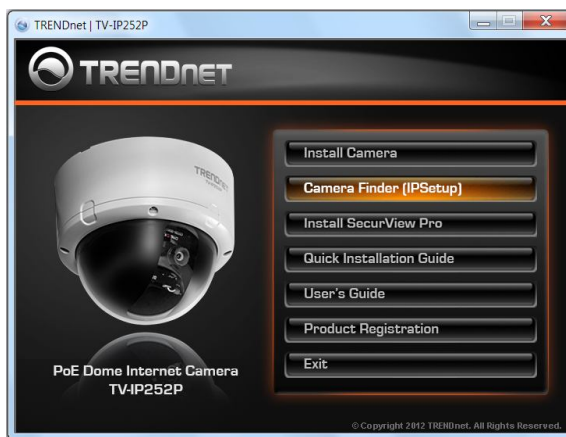 TRENDnet | TV-IP252P
TRENDNET
Install Camera
Camera Finder (IPSetup)
Install SecurView Pro
Quick Installation Guide
User's Guide
Product Registration
Exit
TRENDNET
PoE Dome Internet Camera
TV-IP252P
© Copyright 2012 TRENDnet. All Rights Reserved.